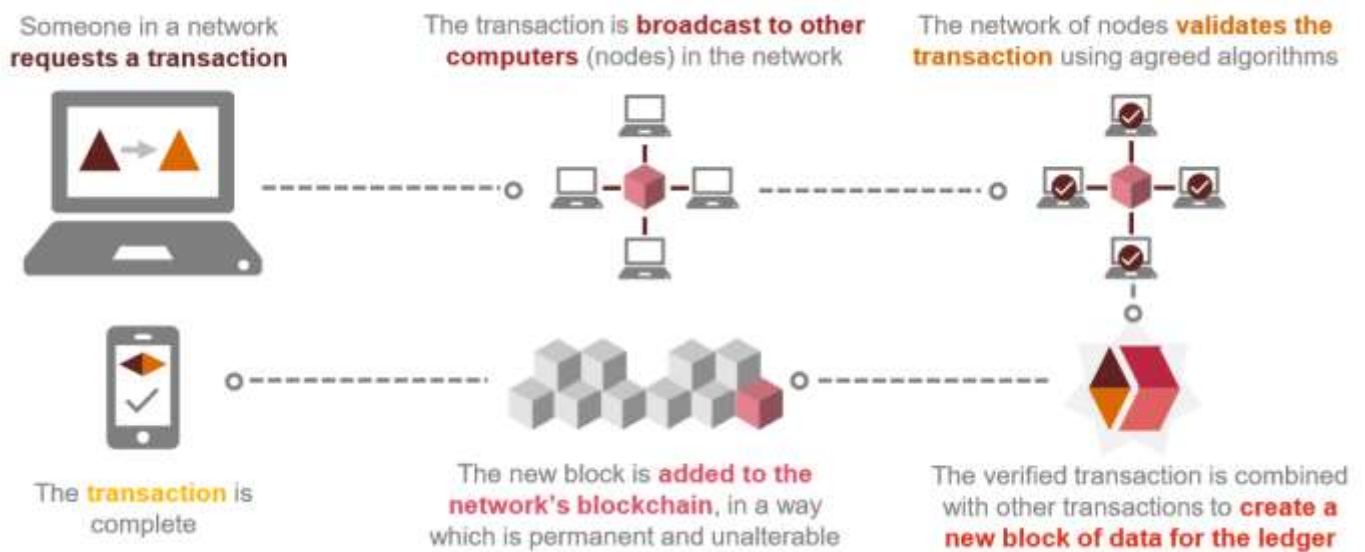 Someone in a network
requests a transaction
The transaction is broadcast to other
computers (nodes) in the network
The network of nodes validates the
transaction using agreed algorithms
The verified transaction is combined
with other transactions to create a
new block of data for the ledger
The new block is added to the
network's blockchain, in a way
which is permanent and unalterable
The transaction is
complete